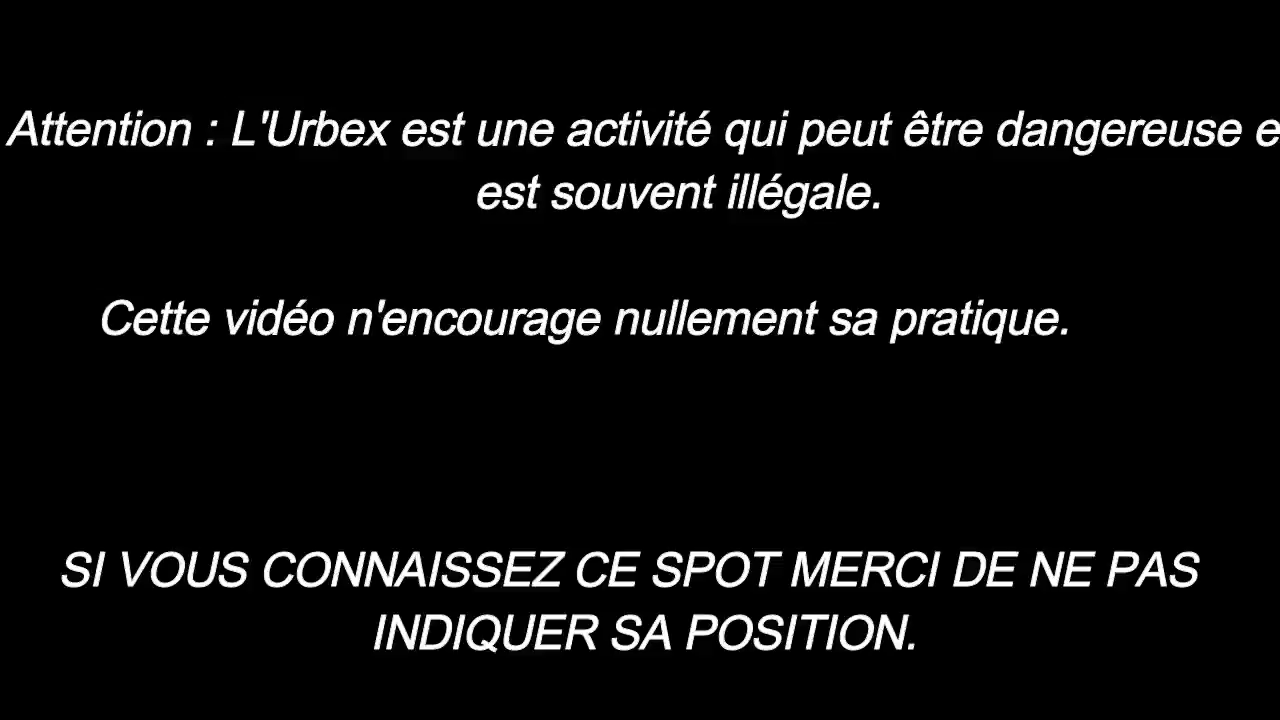 Attention : L'Urbex est une activité qui peut être dangereuse e
est souvent illégale.
Cette vidéo n'encourage nullement sa pratique.
SI VOUS CONNAISSEZ CE SPOT MERCI DE NE PAS
INDIQUER SA POSITION.